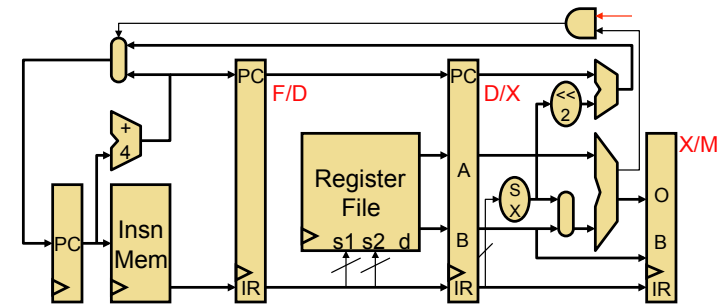 PC
F/D
PC
D/X
<<
2
X/M
+
4
Register
File
A
S
X
O
PC
Insn
Mem
s1 s2 d
B
B
IR
IR
IR